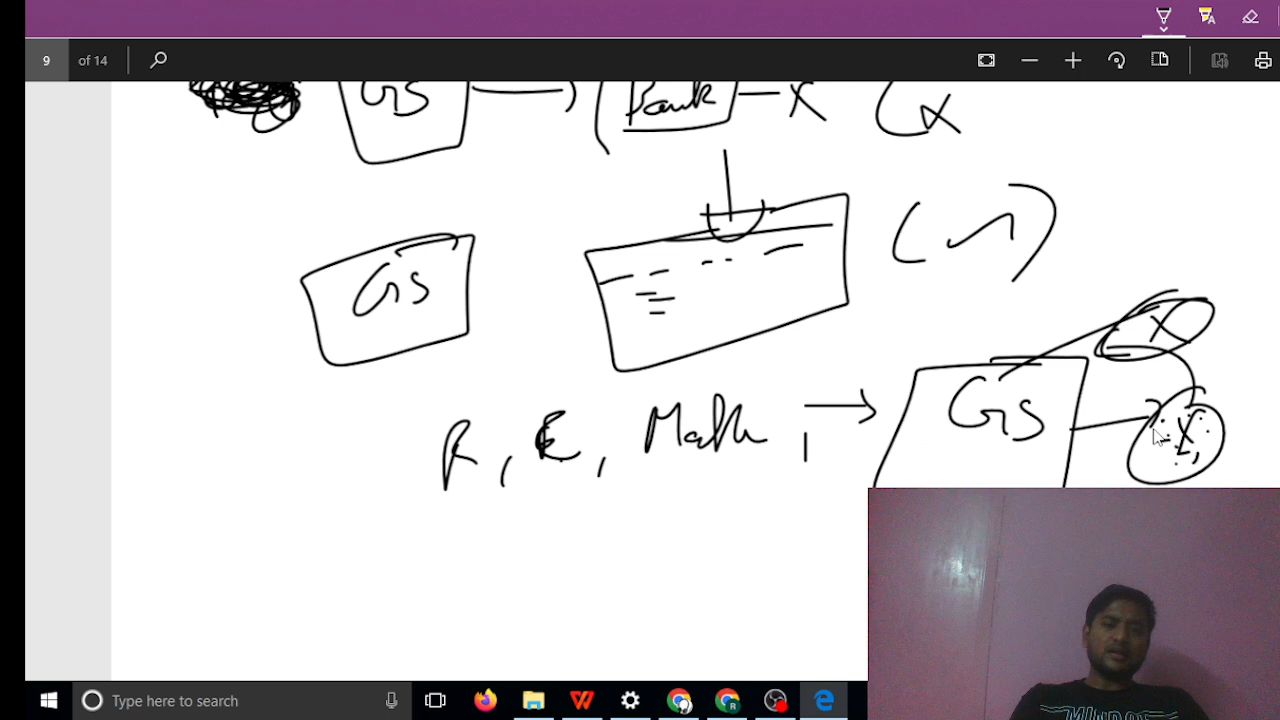 9 of 14
GS Bank X X
GS
R, E, Math, GS X
X
Type here to search